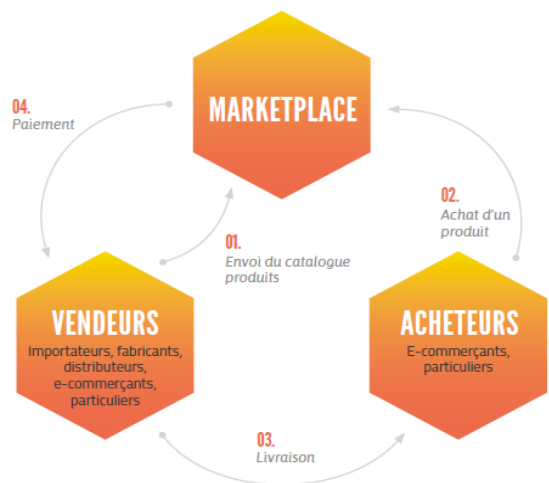 MARKETPLACE
04.
Paiement
02.
Achat d'un
produit
01.
Envoi du catalogue
produits
VENDEURS
Importateurs, fabricants,
distributeurs,
e-commerçants,
particuliers
ACHETEURS
E-commerçants,
particuliers
03.
Livraison